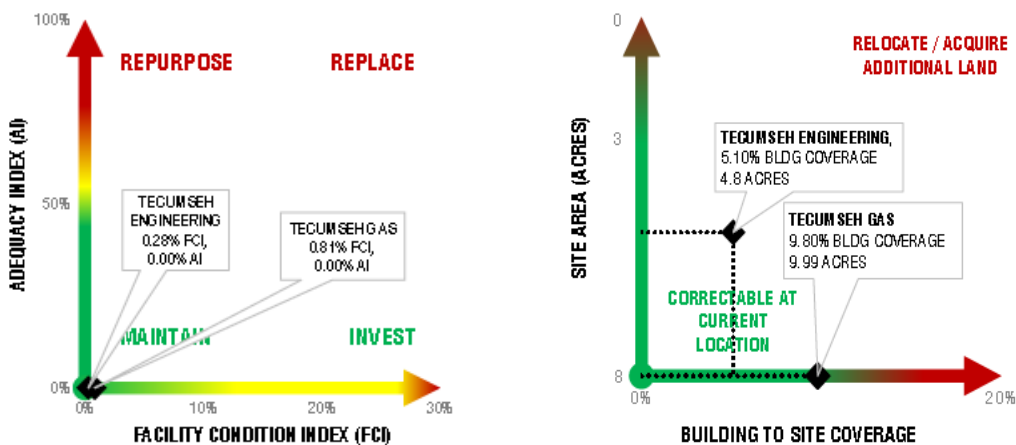 100%
REPURPOSE
REPLACE
ADEQUACY INDEX (AI)
50%
TECUMSEH
ENGINEERING
0.28% FCI,
0.00% AI
TECUMSEH GAS
0.81% FCI,
0.00% AI
MAINTAIN
INVEST
0%
0%
10%
20%
30%
FACILITY CONDITION INDEX (FCI)
0
RELOCATE / ACQUIRE
ADDITIONAL LAND
3
SITE AREA (ACRES)
TECUMSEH ENGINEERING,
5.10% BLDG COVERAGE
4.8 ACRES
TECUMSEH GAS
9.80% BLDG COVERAGE
9.99 ACRES
CORRECTABLE AT
CURRENT
LOCATION
8
0%
20%
BUILDING TO SITE COVERAGE